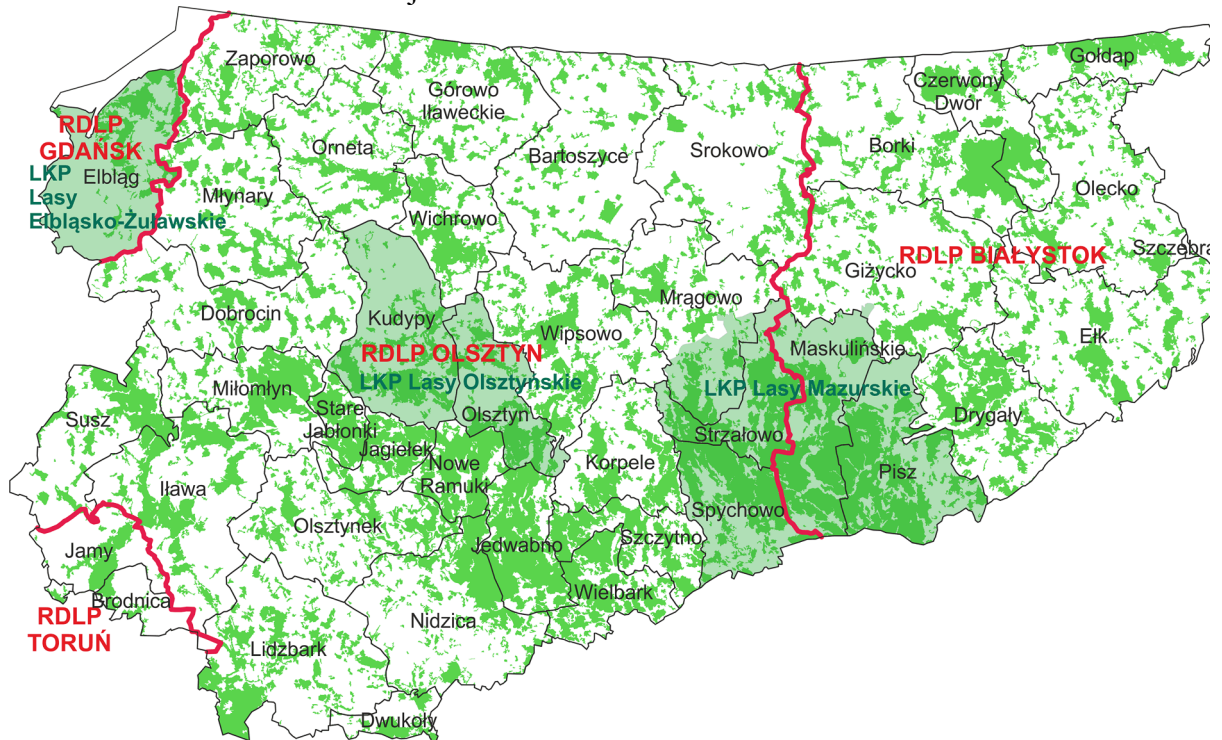 Zaporowo
Gołdap
Czerwony
Dwór
Górowo
Iławeckie
RDLP
GDAŃSK
Orneta
Bartoszyce
Srokowo
Borki
LKP
Lasy
Elbląsko-Żuławskie
Elbląg
Młynary
Olecko
Wichrowo
Szczebra
RDLP BIAŁYSTOK
Giżycko
Mrągowo
Dobrocin
Kudypy
Wipsowo
Ełk
Maskulińskie
RDLP OLSZTYN
LKP Lasy Olsztyńskie
LKP Lasy Mazurskie
Miłomłyn
Susz
Stare
Jabłonki
Olsztyn
Drygały
Strzałowo
Jagiełek
Nowe
Ramuki
Korpele
Pisz
Iława
Spychowo
Olsztynek
Jedwabno
Szczytno
Jamy
Wielbark
Brodnica
RDLP
TORUŃ
Nidzica
Lidzbark
Dwukoły